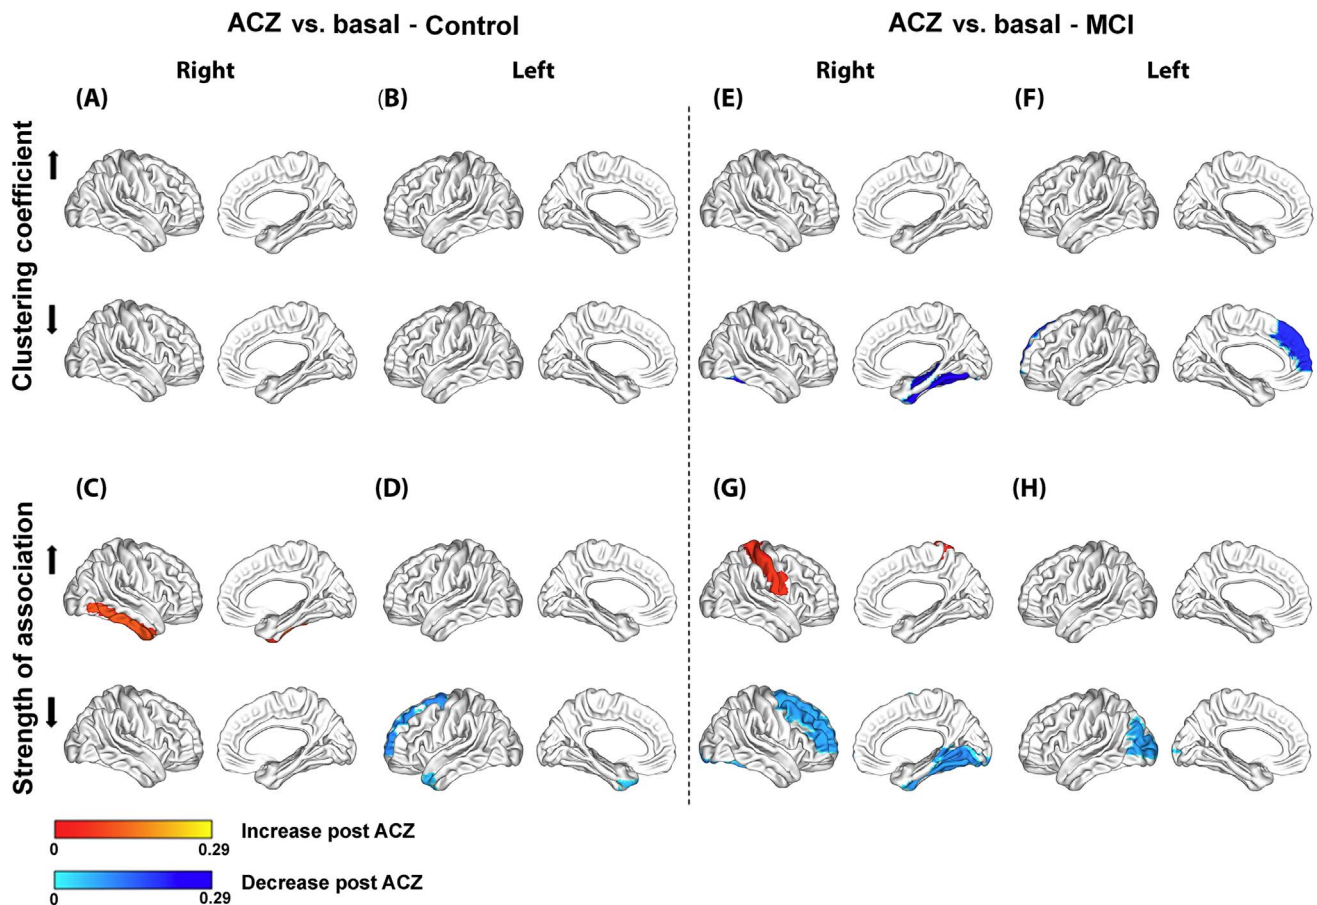 ACZ vs. basal - Control
ACZ vs. basal - MCI
Right
Left
Right
Left
(A)
(B)
(E)
(F)
Clustering coefficient
(C)
(D)
(G)
(H)
Strength of association
Increase post ACZ
0
0.29
Decrease post ACZ
0
0.29